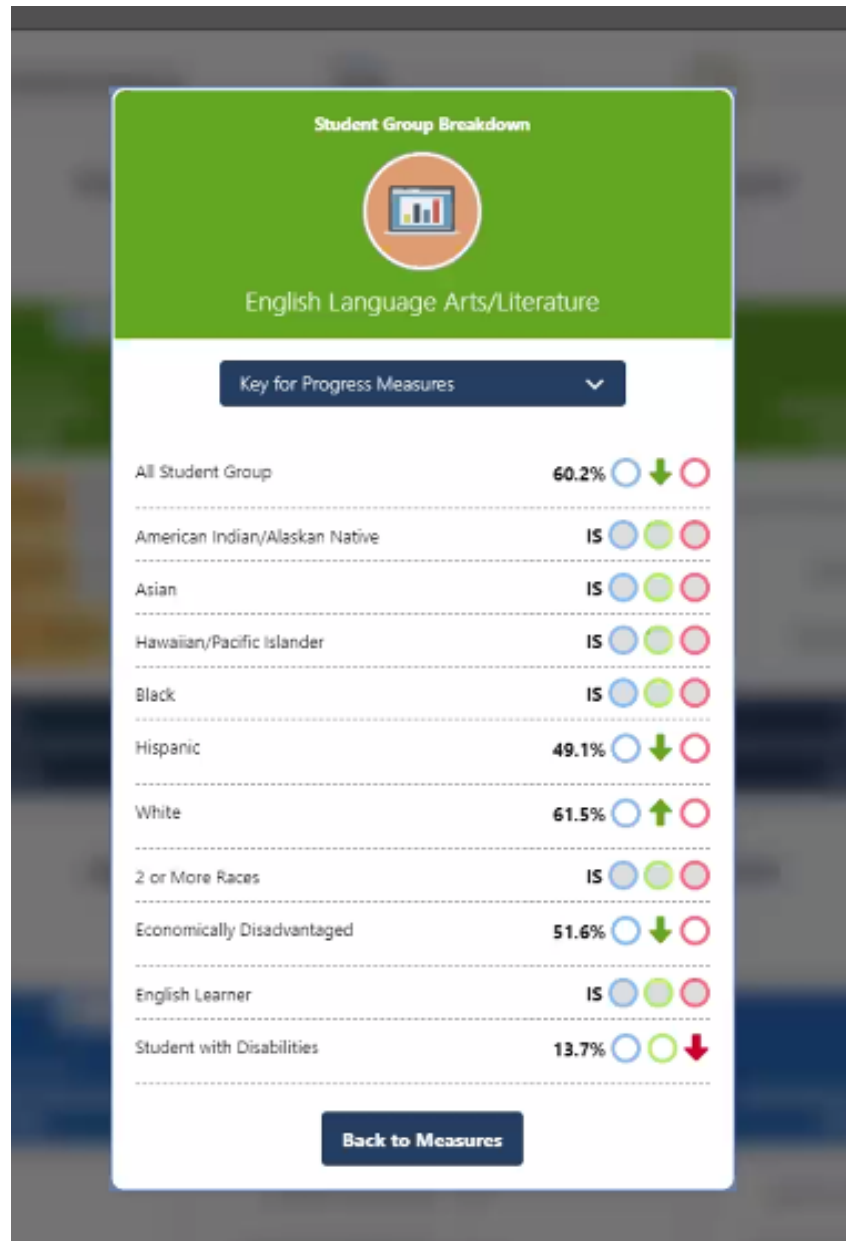 Student Group Breakdown
English Language Arts/Literature
Key for Progress Measures
All Student Group 60.2%
American Indian/Alaskan Native IS
Asian IS
Hawaiian/Pacific Islander IS
Black IS
Hispanic 49.1%
White 61.5%
2 or More Races IS
Economically Disadvantaged 51.6%
English Learner IS
Student with Disabilities 13.7%
Back to Measures